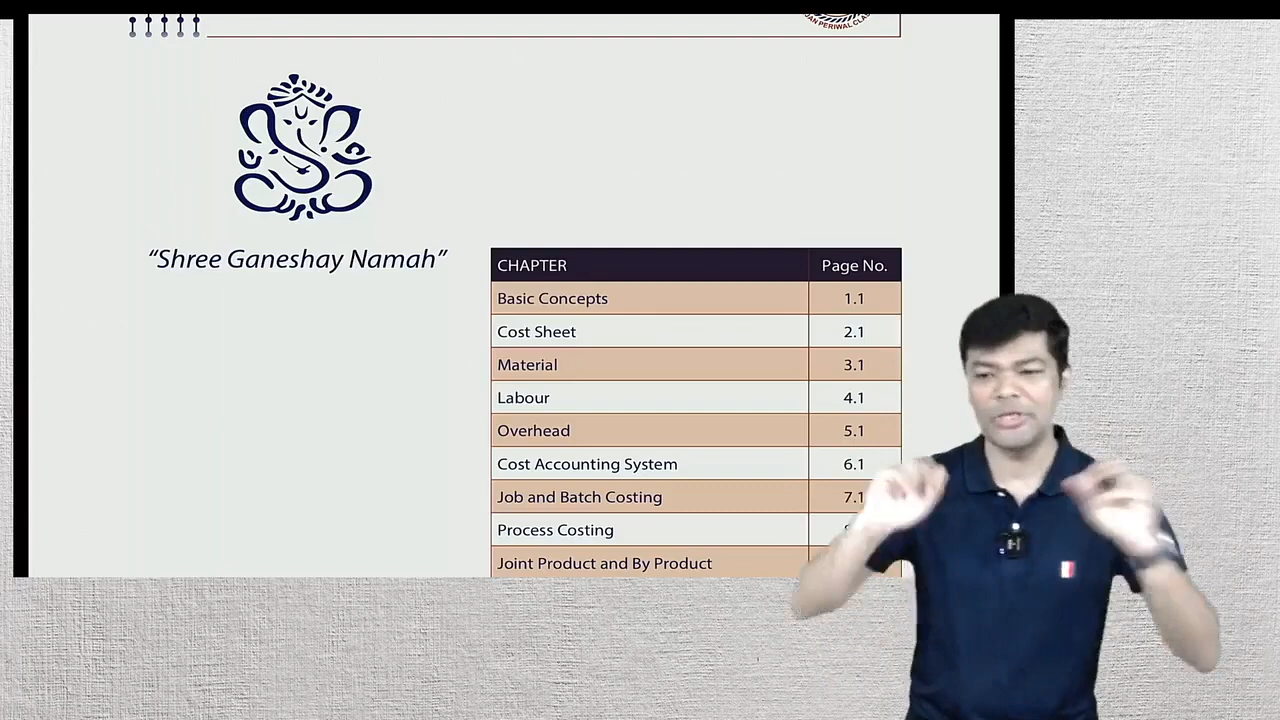 PERIWAL
"Shree Ganeshay Namah"
CHAPTER Page No.
Basic Concepts 1.1
Cost Sheet 2.1
Material 3.1
Labour 4.1
Overhead 5.1
Cost Accounting System 6.1
Job and Batch Costing 7.1
Process Costing
Joint Product and By Product